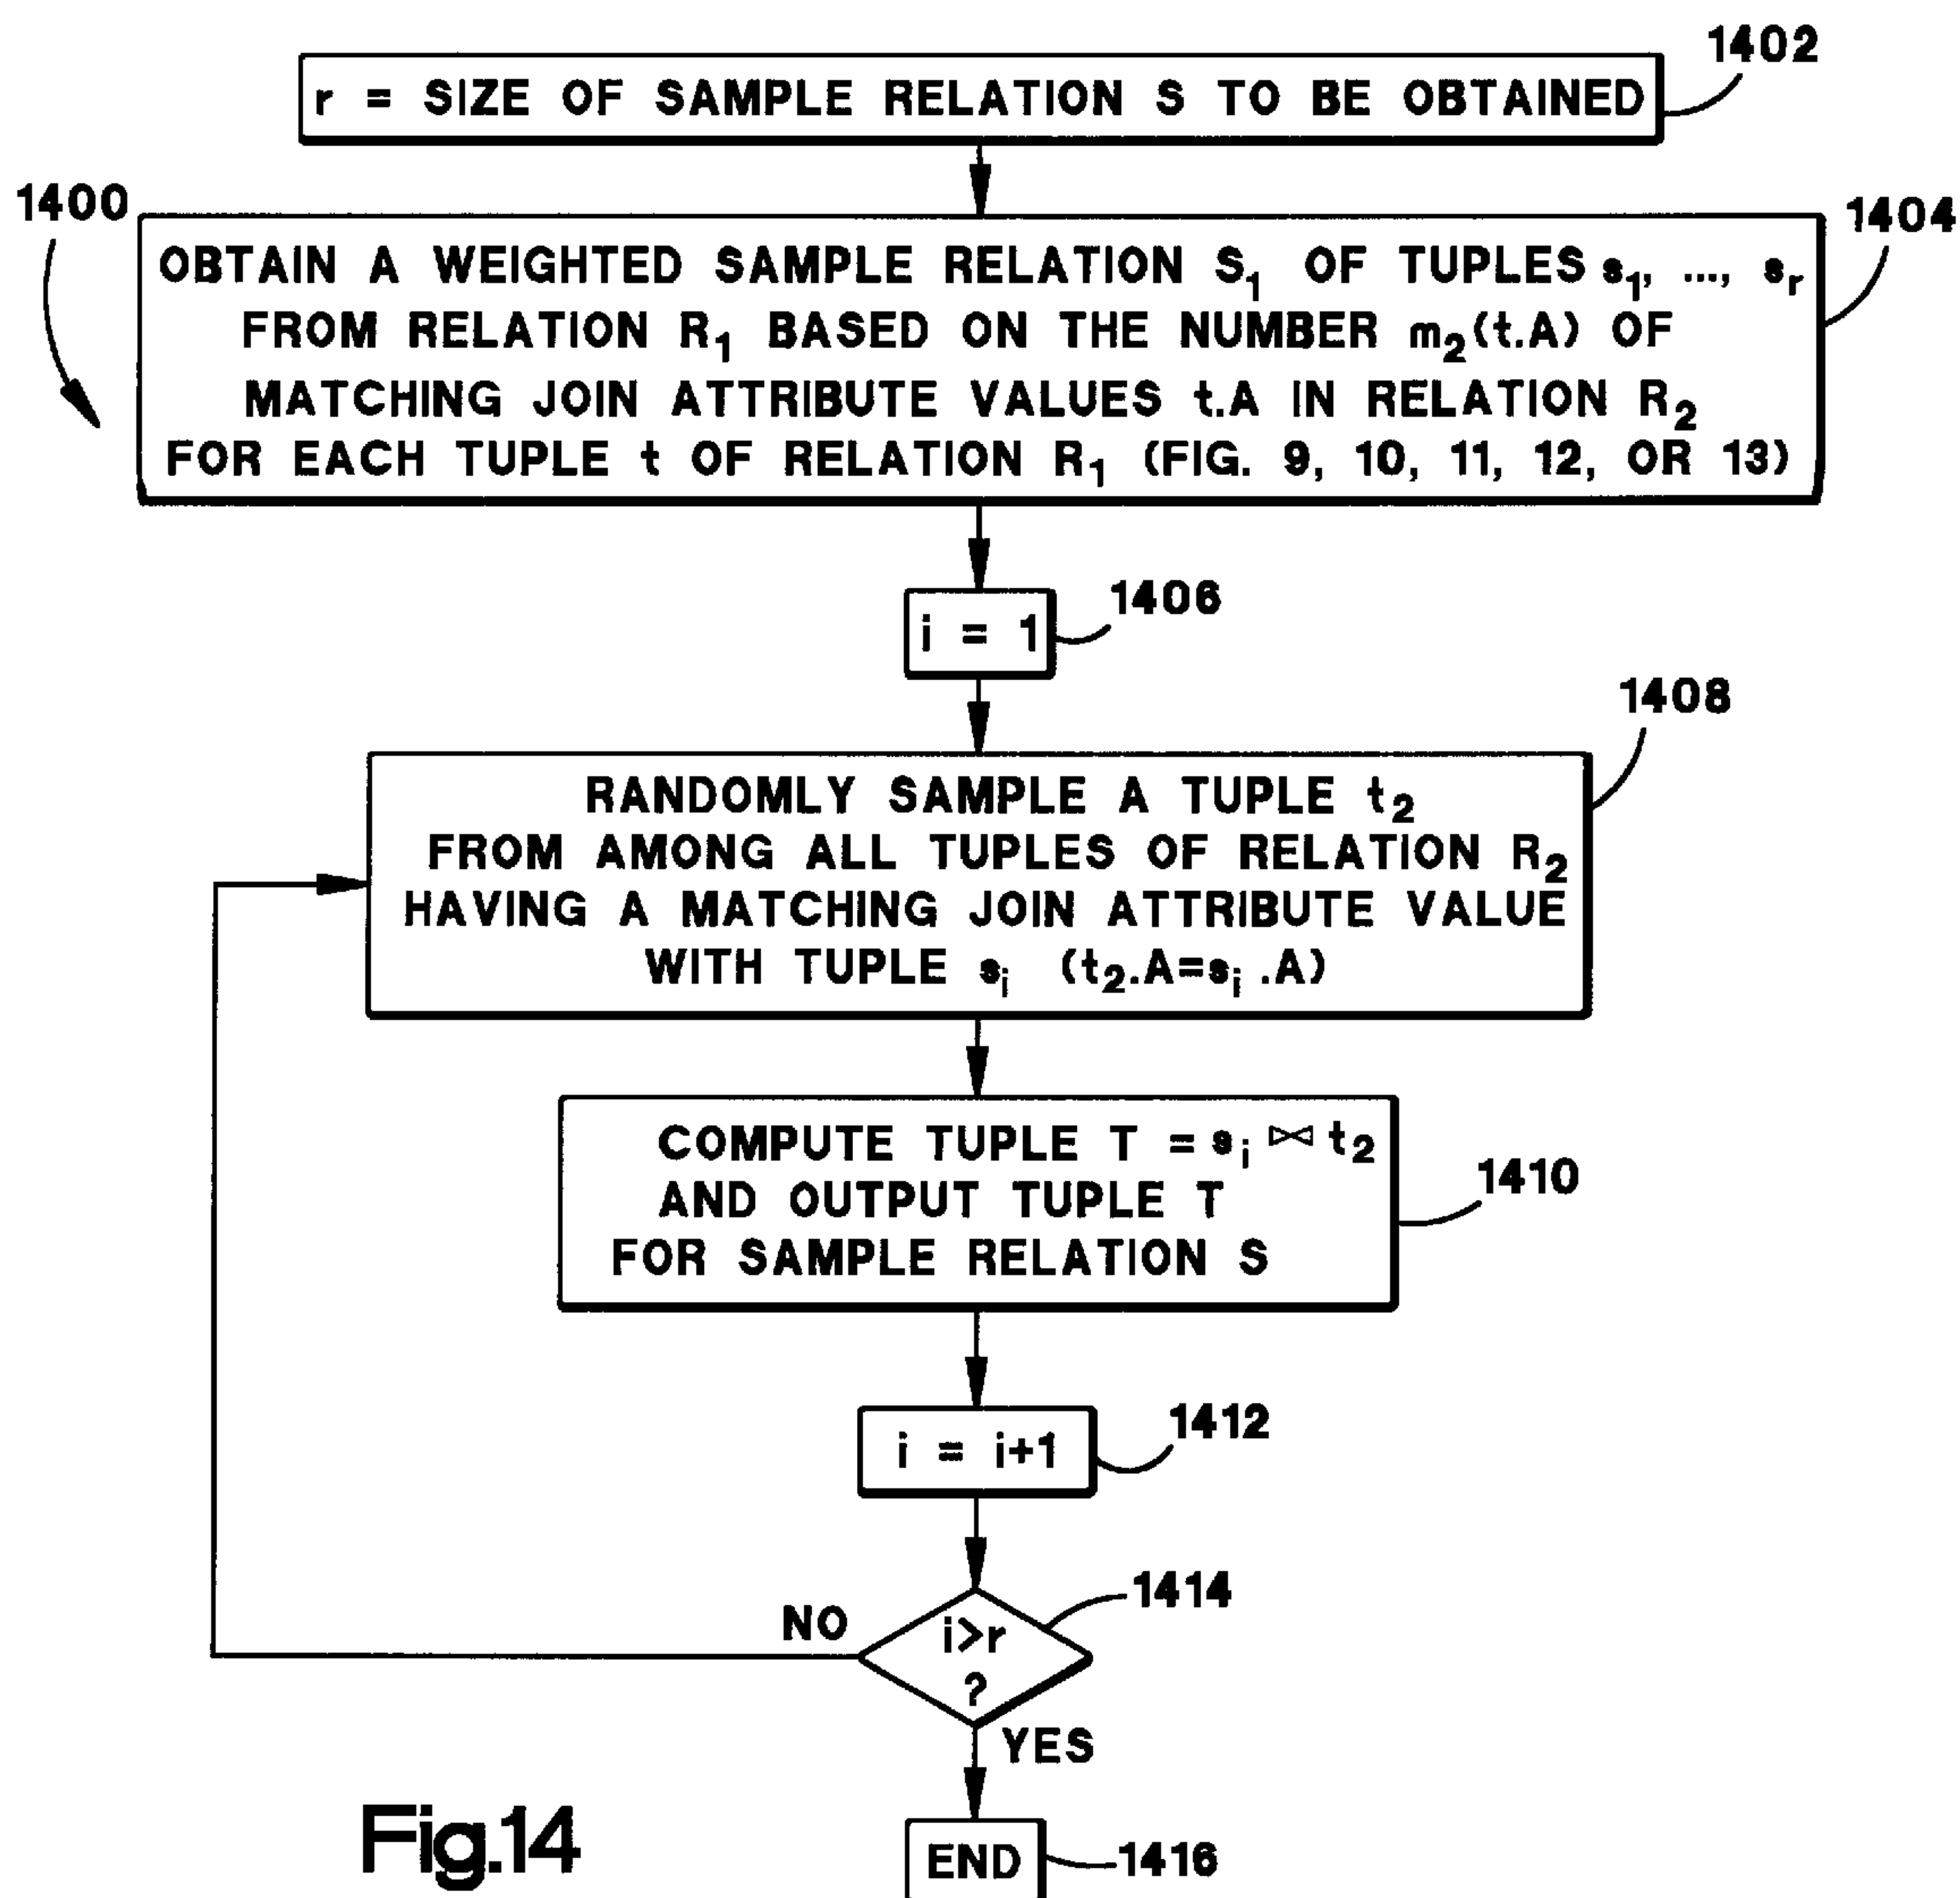 1402
r = SIZE OF SAMPLE RELATION S TO BE OBTAINED
1400
1404
OBTAIN A WEIGHTED SAMPLE RELATION S₁ OF TUPLES s₁, ..., sᵣ
FROM RELATION R₁ BASED ON THE NUMBER m₂(t.A) OF
MATCHING JOIN ATTRIBUTE VALUES t.A IN RELATION R₂
FOR EACH TUPLE t OF RELATION R₁ (FIG. 9, 10, 11, 12, OR 13)
1406
i = 1
1408
RANDOMLY SAMPLE A TUPLE t₂
FROM AMONG ALL TUPLES OF RELATION R₂
HAVING A MATCHING JOIN ATTRIBUTE VALUE
WITH TUPLE sᵢ (t₂.A=sᵢ .A)
COMPUTE TUPLE T = sᵢ ⋈ t₂
AND OUTPUT TUPLE T
FOR SAMPLE RELATION S
1410
1412
i = i+1
1414
NO
i>r
?
YES
END
1416
Fig.14